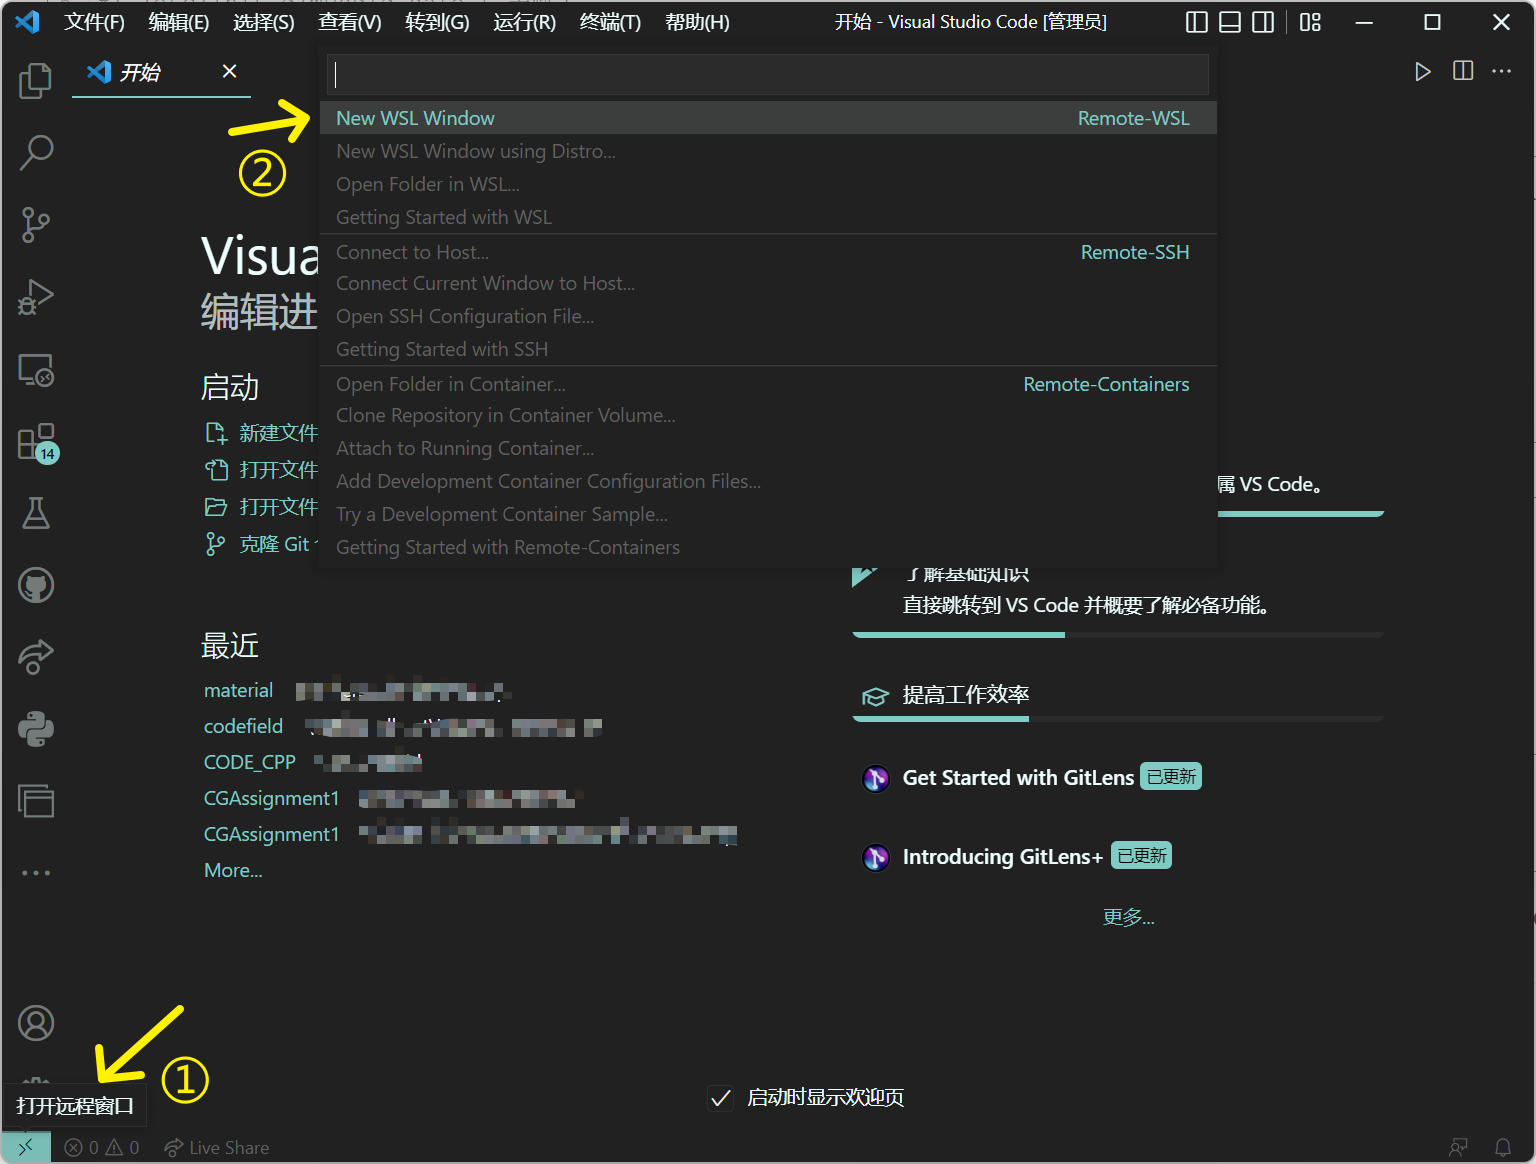 文件(F) 编辑(E) 选择(S) 查看(V) 转到(G) 运行(R) 终端(T) 帮助(H) 开始 - Visual Studio Code [管理员]
开始
New WSL Window Remote-WSL
②
New WSL Window using Distro...
Open Folder in WSL...
Getting Started with WSL
Connect to Host... Remote-SSH
Connect Current Window to Host...
Open SSH Configuration File...
Getting Started with SSH
Open Folder in Container... Remote-Containers
Clone Repository in Container Volume...
Attach to Running Container...
Add Development Container Configuration Files...
Try a Development Container Sample...
Getting Started with Remote-Containers
Visua
编辑进
启动
新建文件
打开文件
打开文件
克隆 Git
14
属 VS Code。
了解基础知识
直接跳转到 VS Code 并概要了解必备功能。
提高工作效率
Get Started with GitLens 已更新
Introducing GitLens+ 已更新
更多...
最近
material
codefield
CODE_CPP
CGAssignment1
CGAssignment1
More...
①
打开远程窗口
启动时显示欢迎页
0 0 Live Share